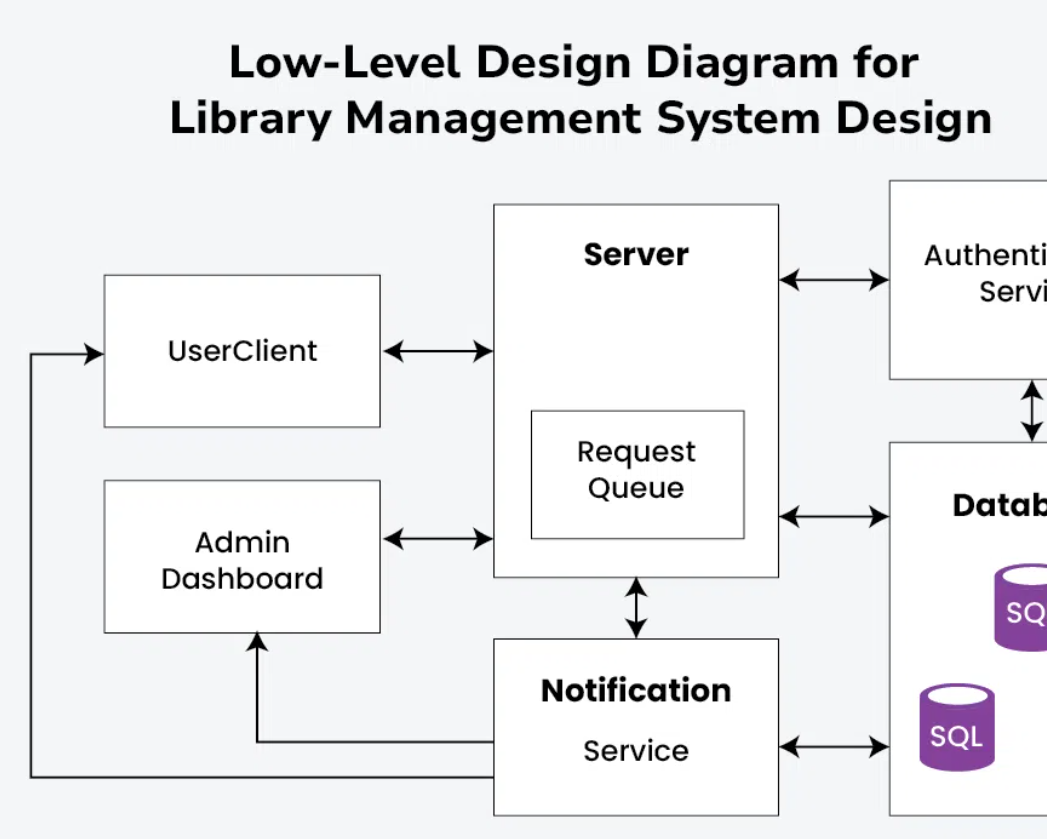 Low-Level Design Diagram for
Library Management System Design
Server
UserClient
Request
Queue
Admin
Dashboard
Notification
Service
SQL